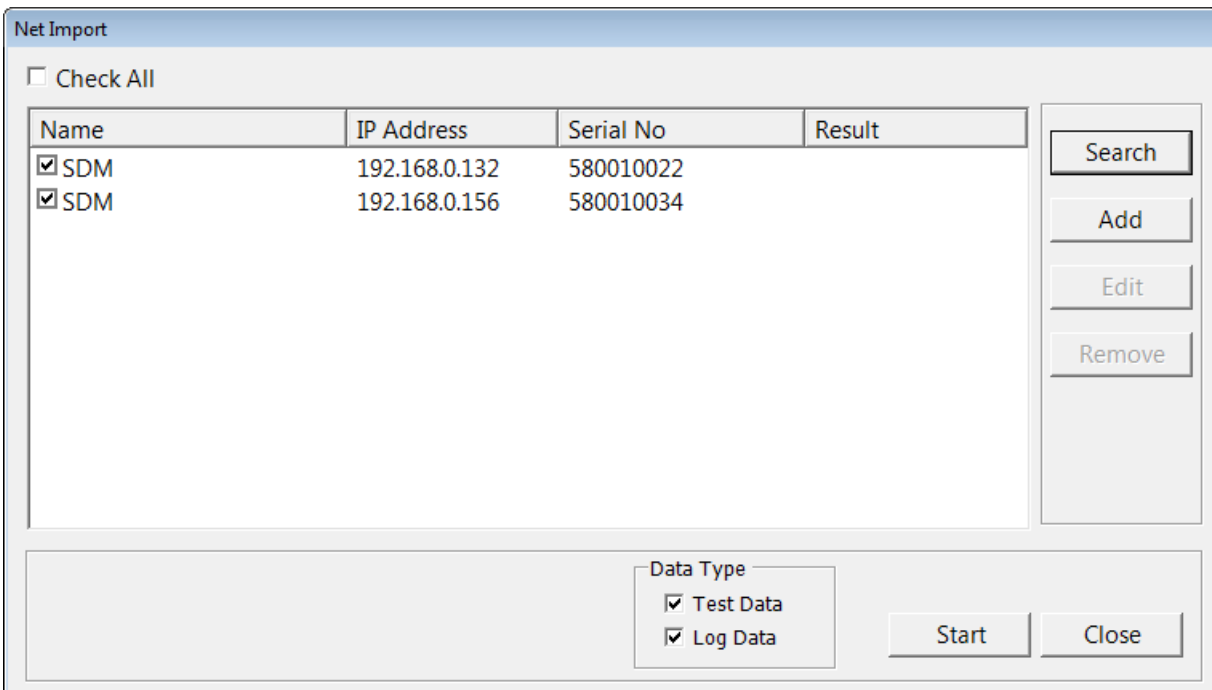 Net Import
Check All
Name IP Address Serial No Result
SDM 192.168.0.132 580010022
SDM 192.168.0.156 580010034
Search
Add
Edit
Remove
Data Type
Test Data
Log Data
Start Close